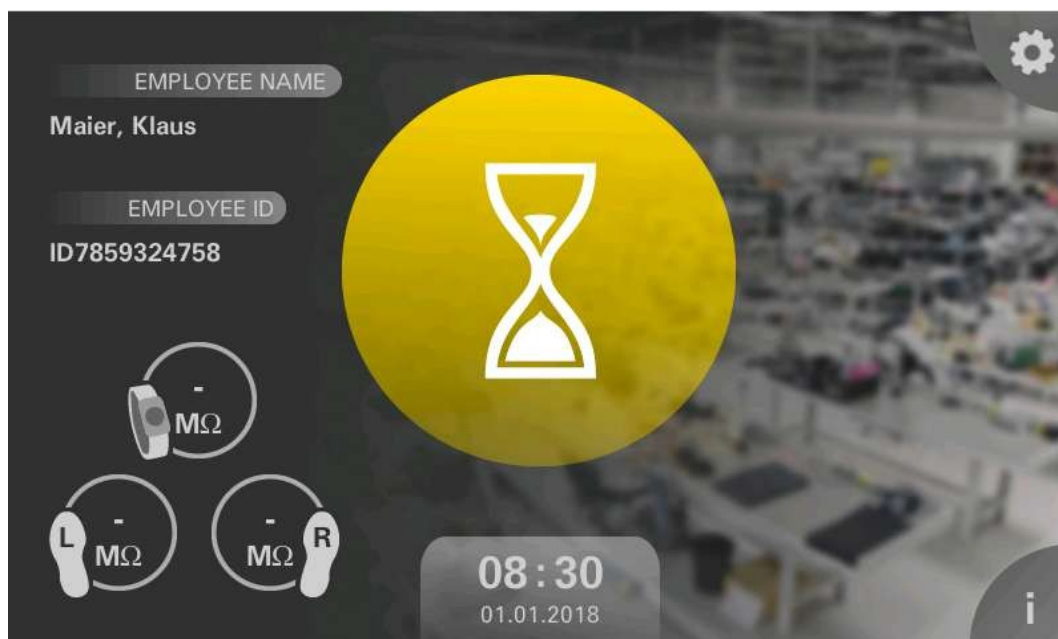 EMPLOYEE NAME
Maier, Klaus
EMPLOYEE ID
ID7859324758
-
MΩ
L
-
MΩ
-
MΩ
R
08:30
01.01.2018
i